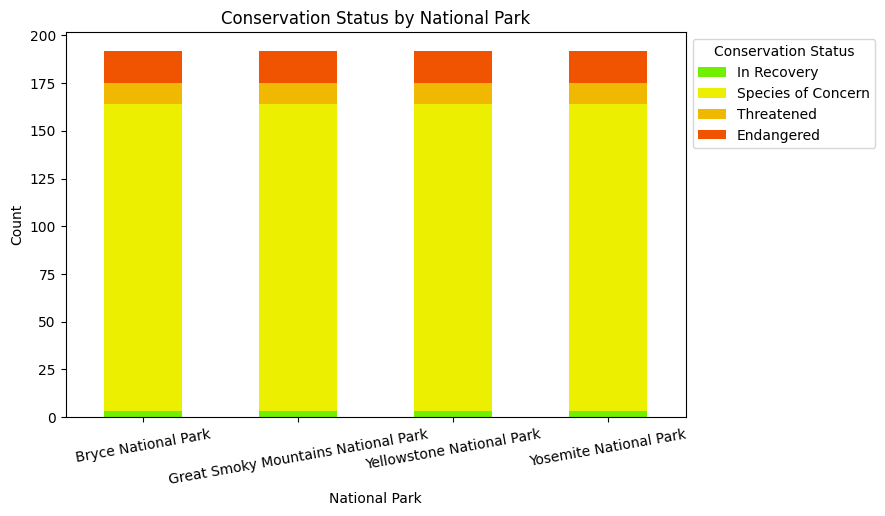 Conservation Status by National Park
200
175
150
125
100
75
50
25
0
Count
Bryce National Park
Great Smoky Mountains National Park
Yellowstone National Park
Yosemite National Park
National Park
Conservation Status
In Recovery
Species of Concern
Threatened
Endangered